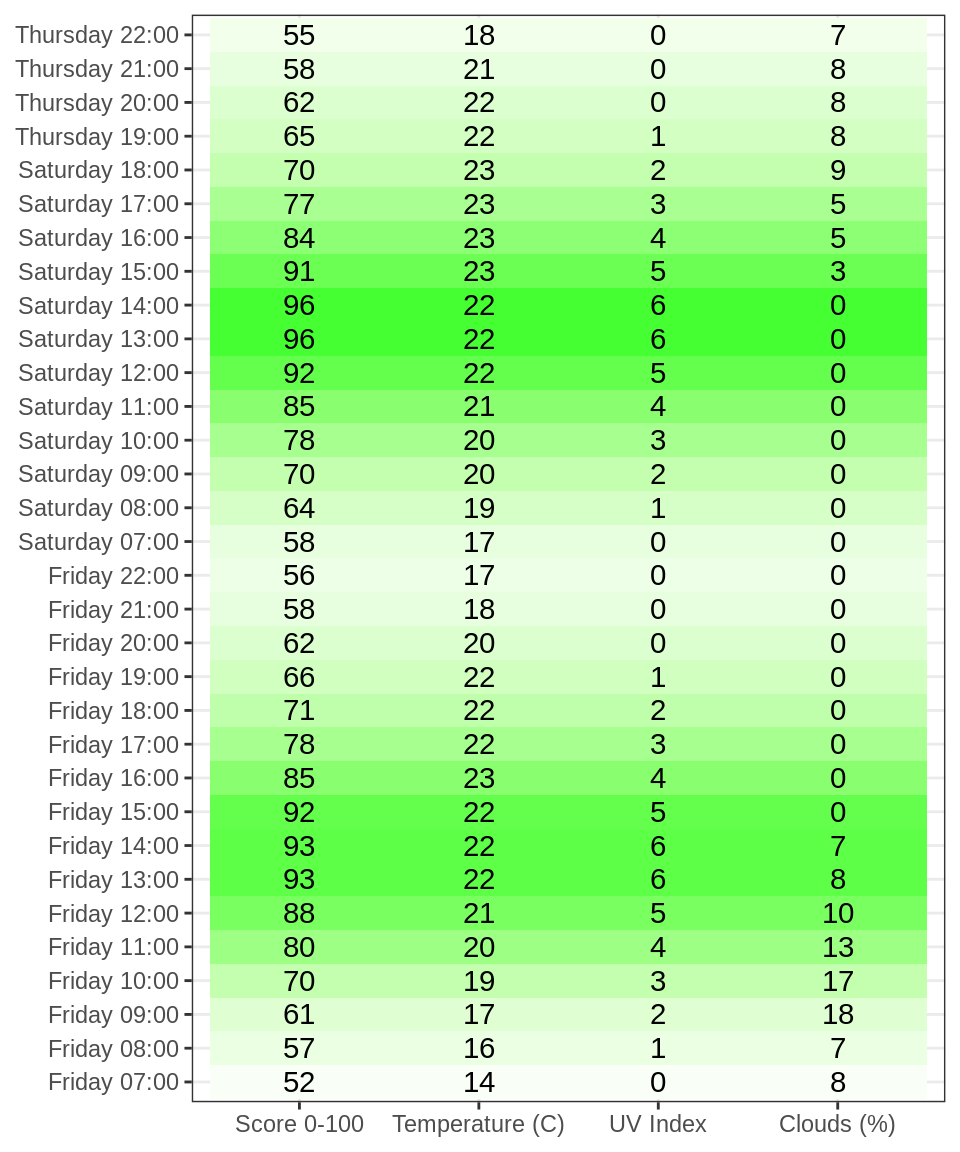 Thursday 22:00 55 18 0 7
Thursday 21:00 58 21 0 8
Thursday 20:00 62 22 0 8
Thursday 19:00 65 22 1 8
Saturday 18:00 70 23 2 9
Saturday 17:00 77 23 3 5
Saturday 16:00 84 23 4 5
Saturday 15:00 91 23 5 3
Saturday 14:00 96 22 6 0
Saturday 13:00 96 22 6 0
Saturday 12:00 92 22 5 0
Saturday 11:00 85 21 4 0
Saturday 10:00 78 20 3 0
Saturday 09:00 70 20 2 0
Saturday 08:00 64 19 1 0
Saturday 07:00 58 17 0 0
Friday 22:00 56 17 0 0
Friday 21:00 58 18 0 0
Friday 20:00 62 20 0 0
Friday 19:00 66 22 1 0
Friday 18:00 71 22 2 0
Friday 17:00 78 22 3 0
Friday 16:00 85 23 4 0
Friday 15:00 92 22 5 0
Friday 14:00 93 22 6 7
Friday 13:00 93 22 6 8
Friday 12:00 88 21 5 10
Friday 11:00 80 20 4 13
Friday 10:00 70 19 3 17
Friday 09:00 61 17 2 18
Friday 08:00 57 16 1 7
Friday 07:00 52 14 0 8
Score 0-100 Temperature (C) UV Index Clouds (%)